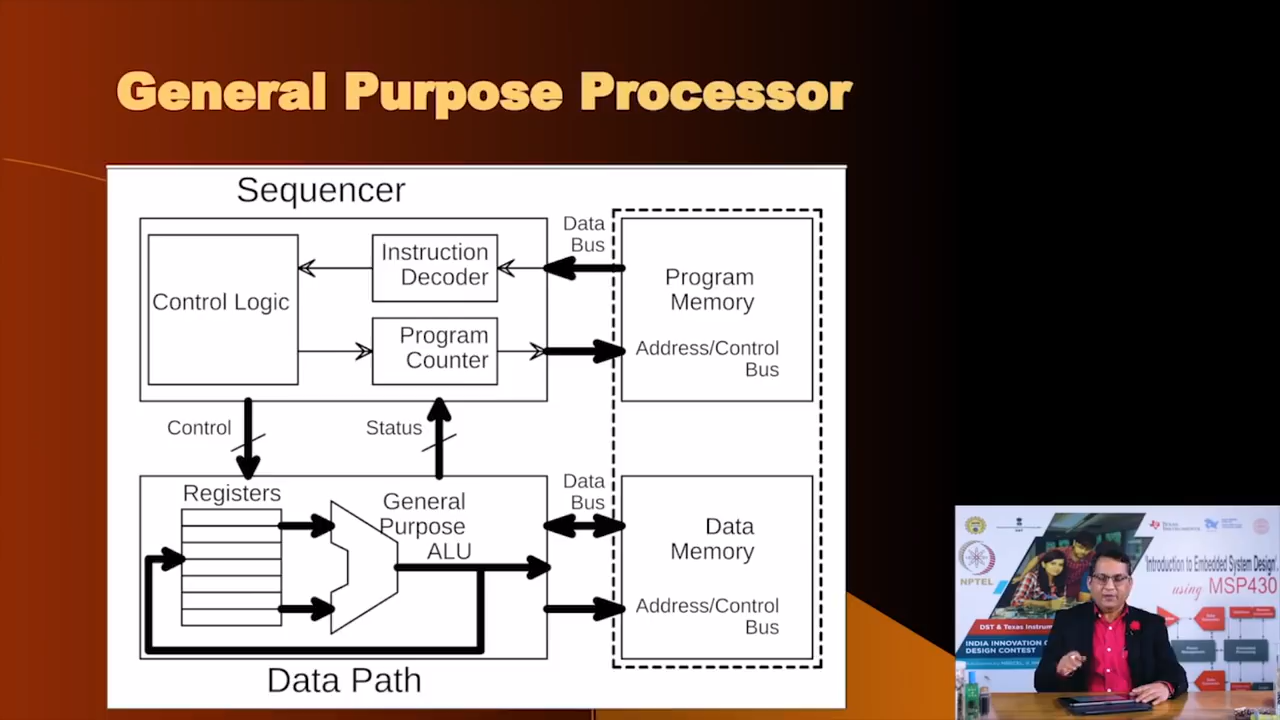 General Purpose Processor
Sequencer
Control Logic
Instruction
Decoder
Program
Counter
Data
Bus
Program
Memory
Address/Control
Bus
Control
Status
Registers
General
Purpose
ALU
Data
Bus
Data
Memory
Address/Control
Bus
Data Path
NPTEL
'Introduction to Embedded System Design'
using MSP430
DST & Texas Instrum
INDIA INNOVATION C
DESIGN CONTEST